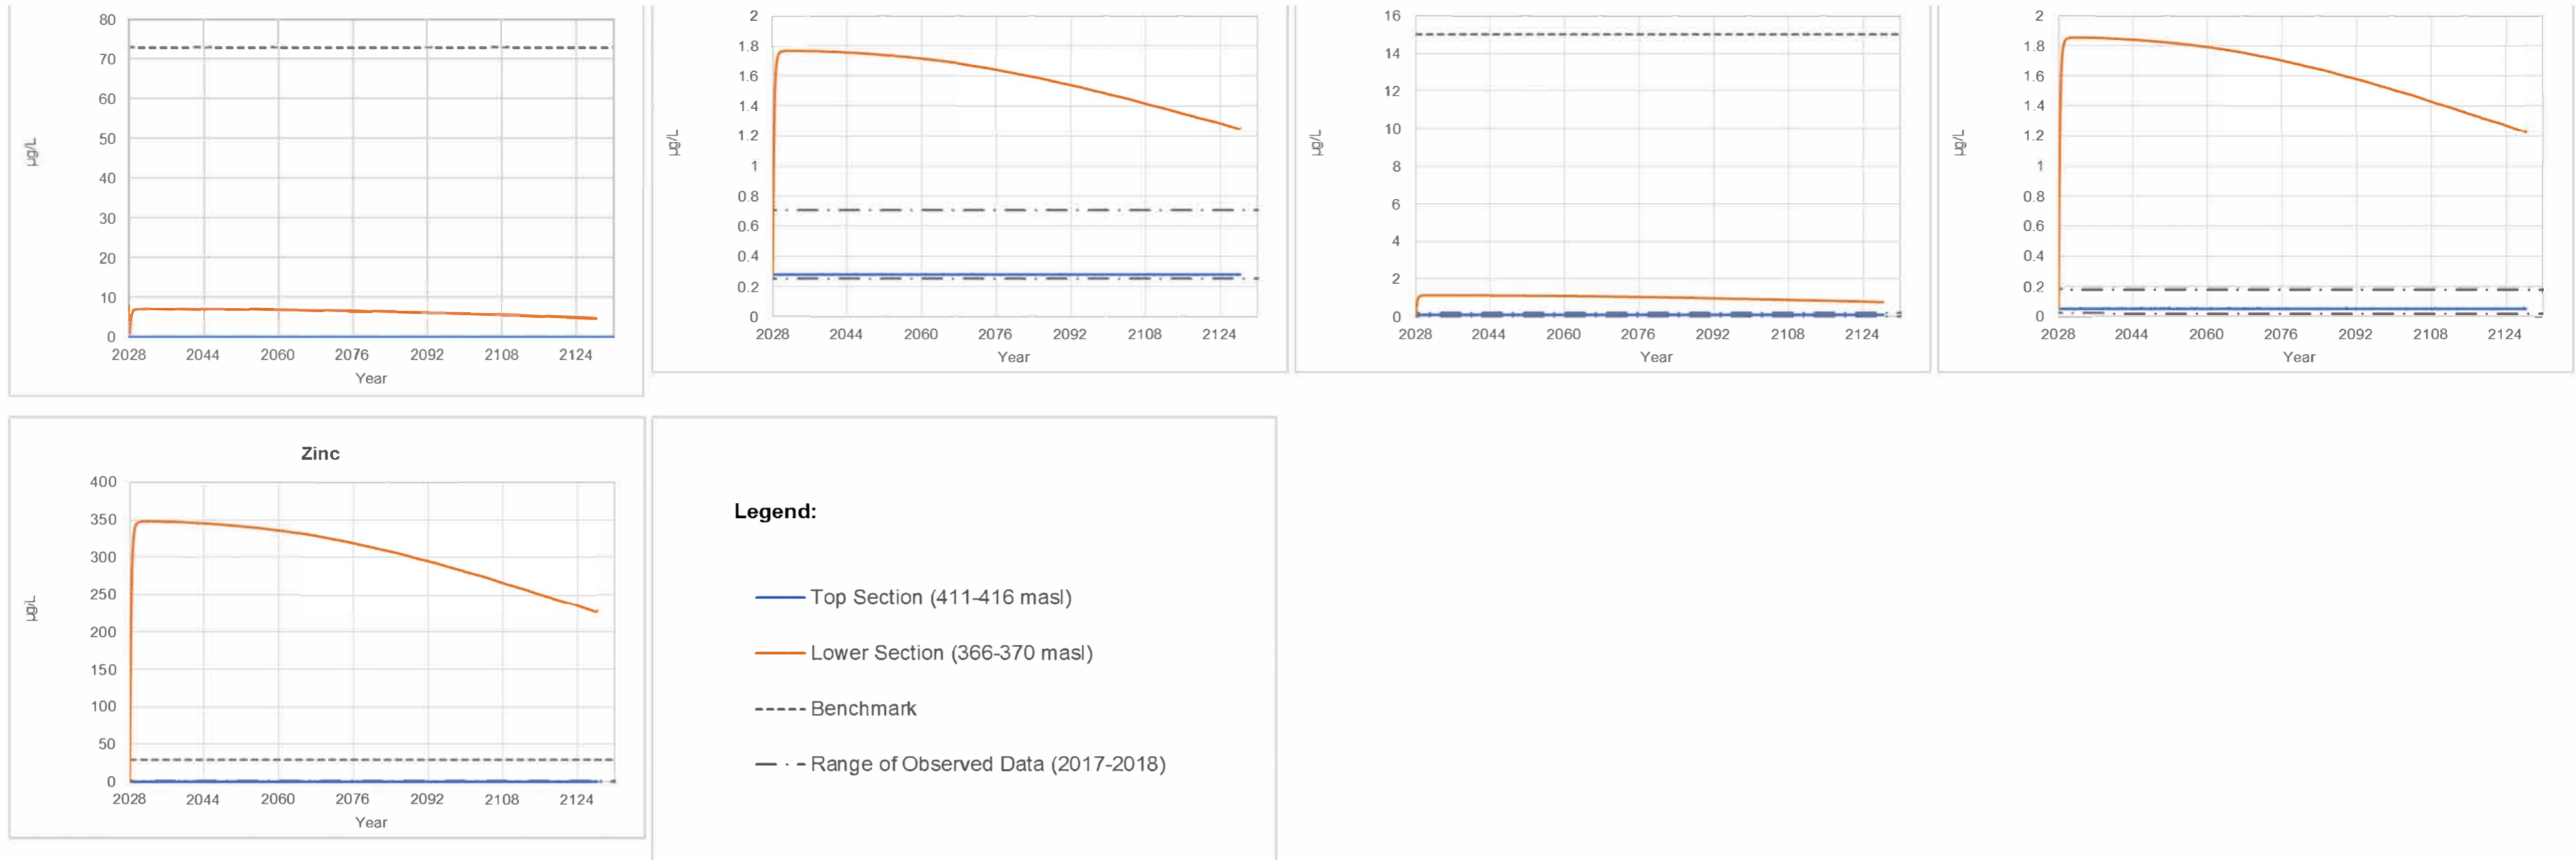 80
70
60
50
40
30
20
10
0
µg/L
2028 2044 2060 2076 2092 2108 2124
Year
2
1.8
1.6
1.4
1.2
1
0.8
0.6
0.4
0.2
0
µg/L
2028 2044 2060 2076 2092 2108 2124
Year
16
14
12
10
8
6
4
2
0
µg/L
2028 2044 2060 2076 2092 2108 2124
Year
2
1.8
1.6
1.4
1.2
1
0.8
0.6
0.4
0.2
0
µg/L
2028 2044 2060 2076 2092 2108 2124
Year
Zinc
400
350
300
250
200
150
100
50
0
µg/L
2028 2044 2060 2076 2092 2108 2124
Year
Legend:
Top Section (411-416 masl)
Lower Section (366-370 masl)
Benchmark
Range of Observed Data (2017-2018)